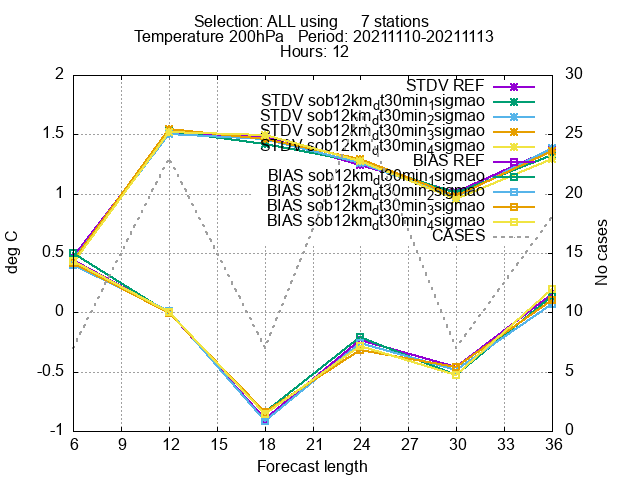 Selection: ALL using 7 stations
Temperature 200hPa Period: 20211110-20211113
Hours: 12
2
1.5
1
0.5
0
-0.5
-1
deg C
30
25
20
15
10
5
0
No cases
STDV REF
STDV sob12km_dt30min_1sigmao
STDV sob12km_dt30min_2sigmao
STDV sob12km_dt30min_3sigmao
STDV sob12km_dt30min_4sigmao
BIAS REF
BIAS sob12km_dt30min_1sigmao
BIAS sob12km_dt30min_2sigmao
BIAS sob12km_dt30min_3sigmao
BIAS sob12km_dt30min_4sigmao
CASES
6 9 12 15 18 21 24 27 30 33 36
Forecast length